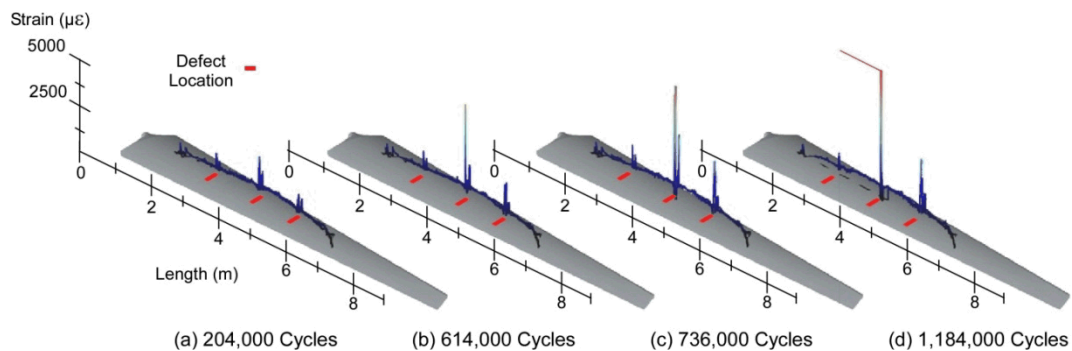 Strain (µε)
5000
2500
0
Defect
Location
2
4
6
8
Length (m)
0
2
4
6
8
0
2
4
6
8
0
2
4
6
8
(a) 204,000 Cycles
(b) 614,000 Cycles
(c) 736,000 Cycles
(d) 1,184,000 Cycles